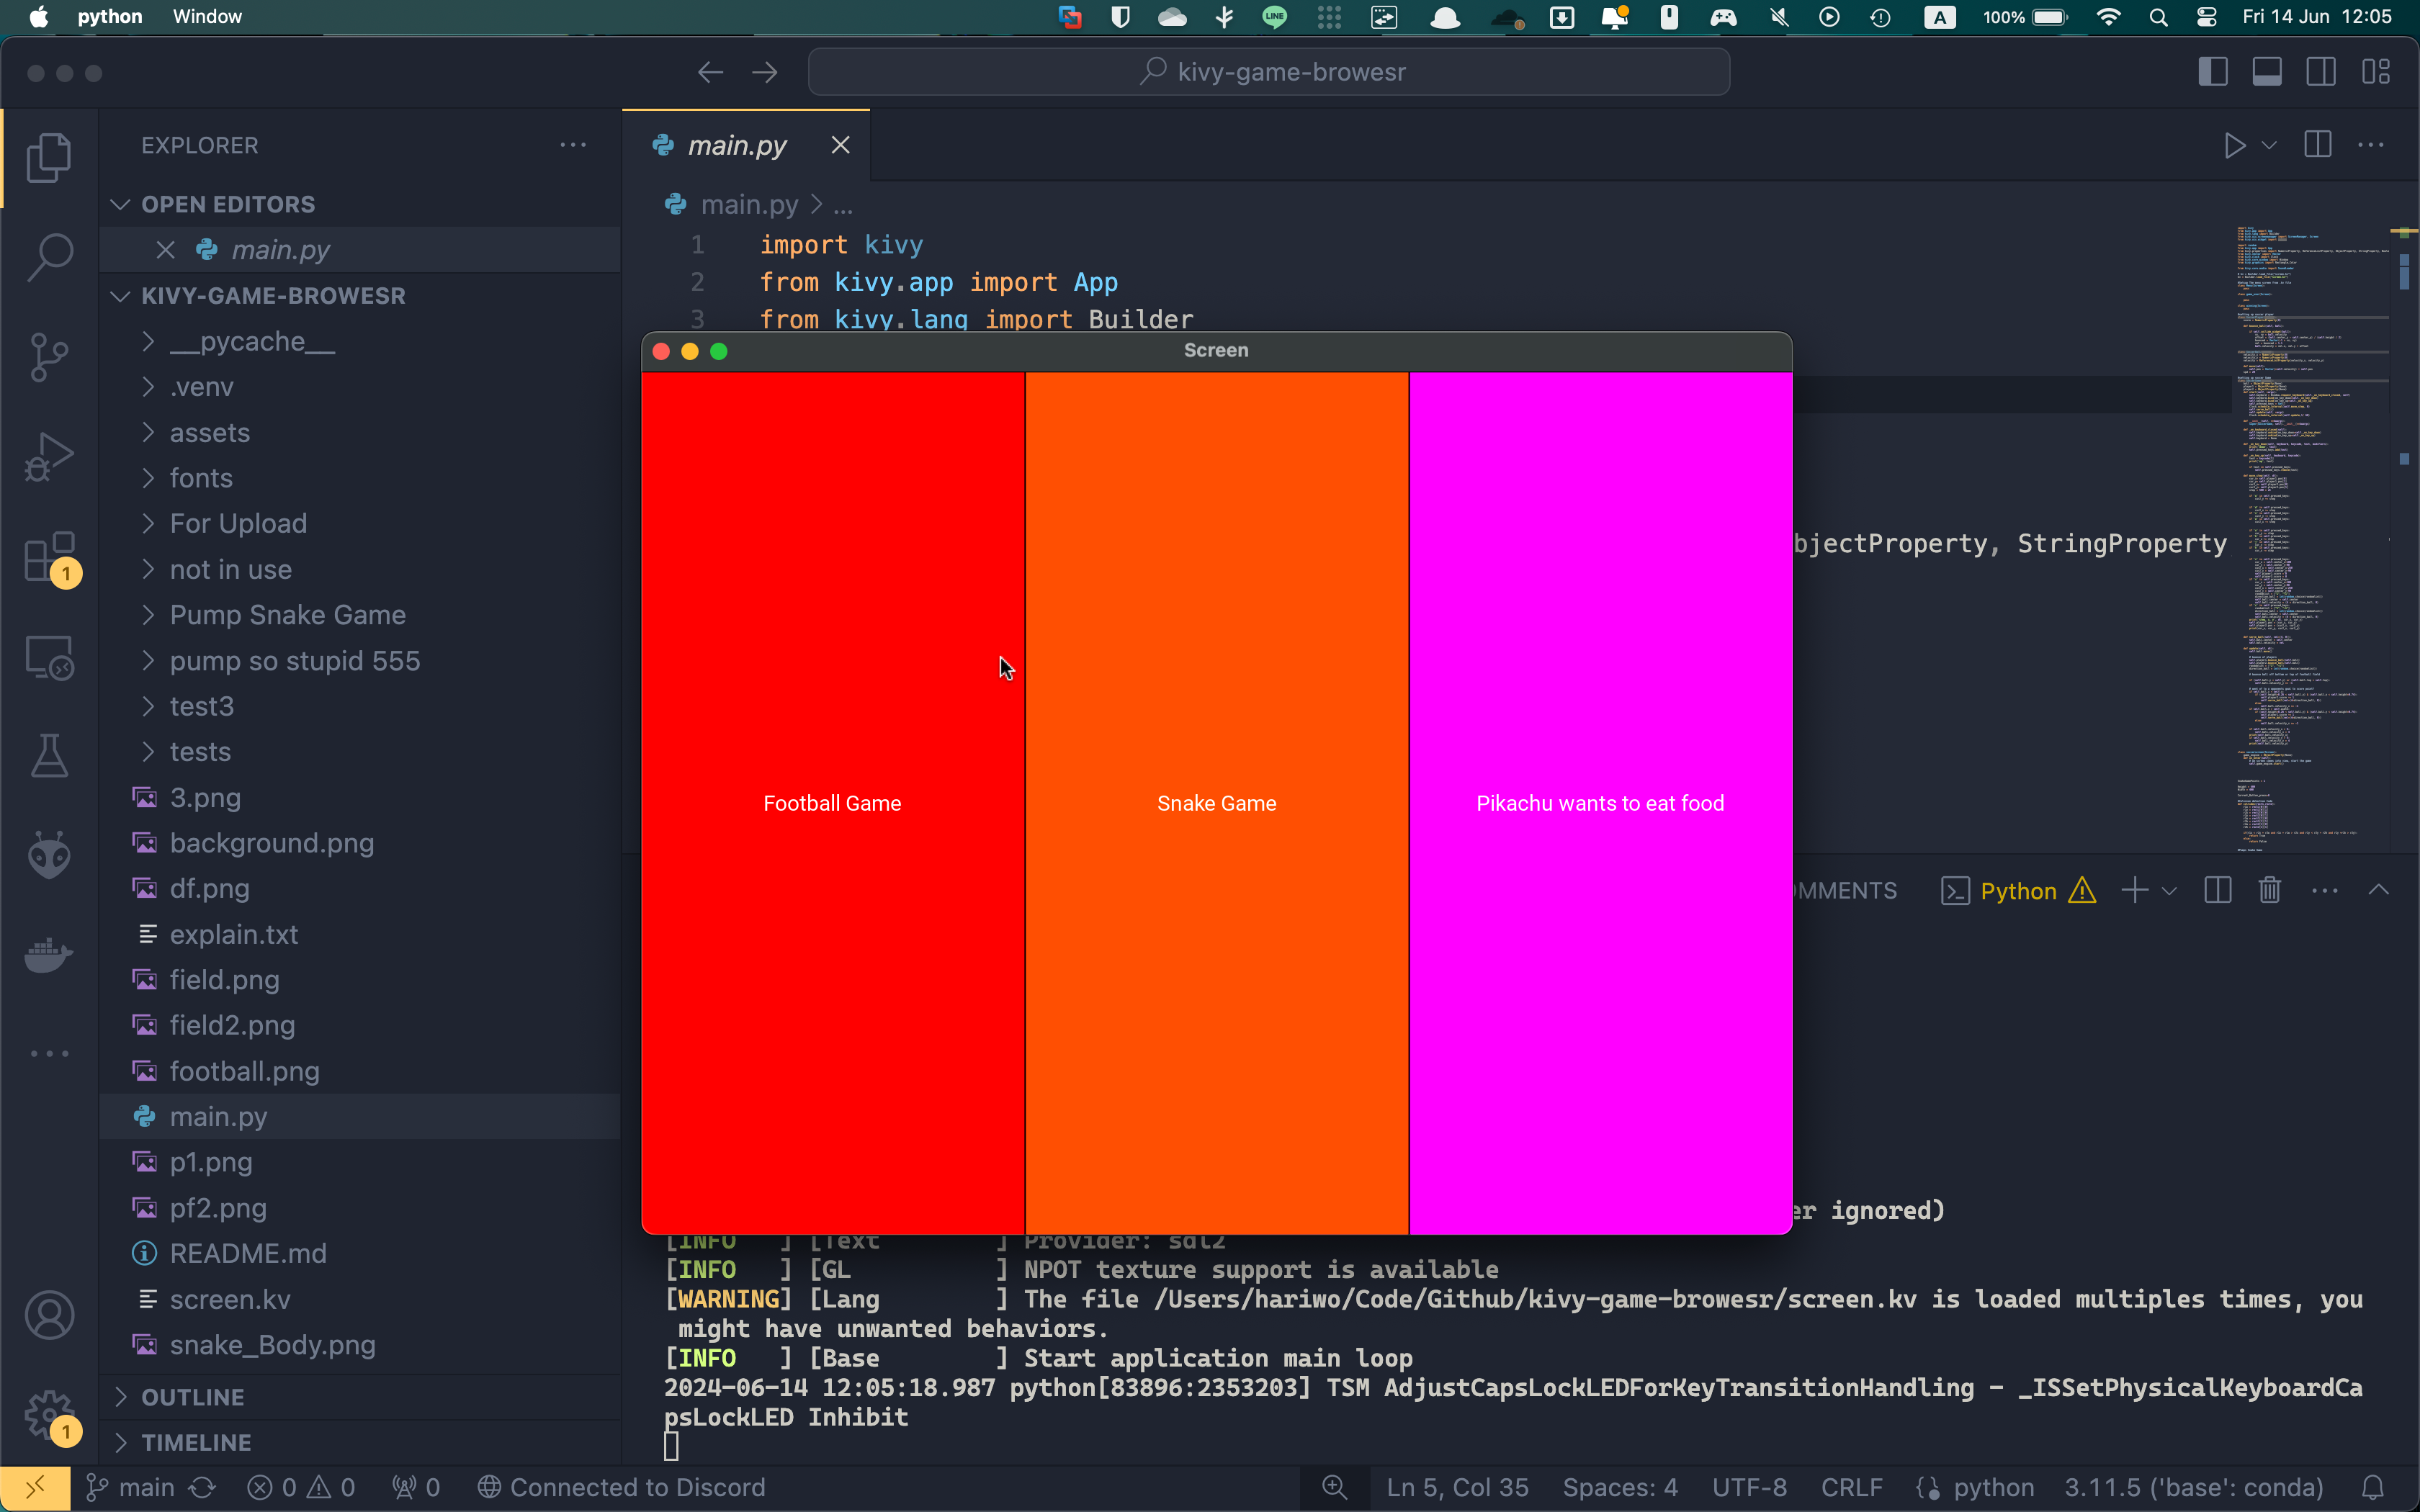 python Window
LINE
A
100%
Fri 14 Jun 12:05
kivy-game-browesr
EXPLORER
OPEN EDITORS
main.py
KIVY-GAME-BROWESR
__pycache__
.venv
assets
fonts
For Upload
not in use
Pump Snake Game
pump so stupid 555
test3
tests
3.png
background.png
df.png
explain.txt
field.png
field2.png
football.png
main.py
p1.png
pf2.png
README.md
screen.kv
snake_Body.png
OUTLINE
TIMELINE
1
1
main.py
main.py > ...
1 import kivy
2 from kivy.app import App
3 from kivy.lang import Builder
bjectProperty, StringProperty
Screen
Football Game
Snake Game
Pikachu wants to eat food
MMENTS
Python
er ignored)
[INFO ] [Text ] Provider: sdl2
[INFO ] [GL ] NPOT texture support is available
[WARNING] [Lang ] The file /Users/hariwo/Code/Github/kivy-game-browesr/screen.kv is loaded multiples times, you
might have unwanted behaviors.
[INFO ] [Base ] Start application main loop
2024-06-14 12:05:18.987 python[83896:2353203] TSM AdjustCapsLockLEDForKeyTransitionHandling - _ISSetPhysicalKeyboardCa
psLockLED Inhibit
main
0 0
0
Connected to Discord
Ln 5, Col 35
Spaces: 4
UTF-8
CRLF
python
3.11.5 ('base': conda)